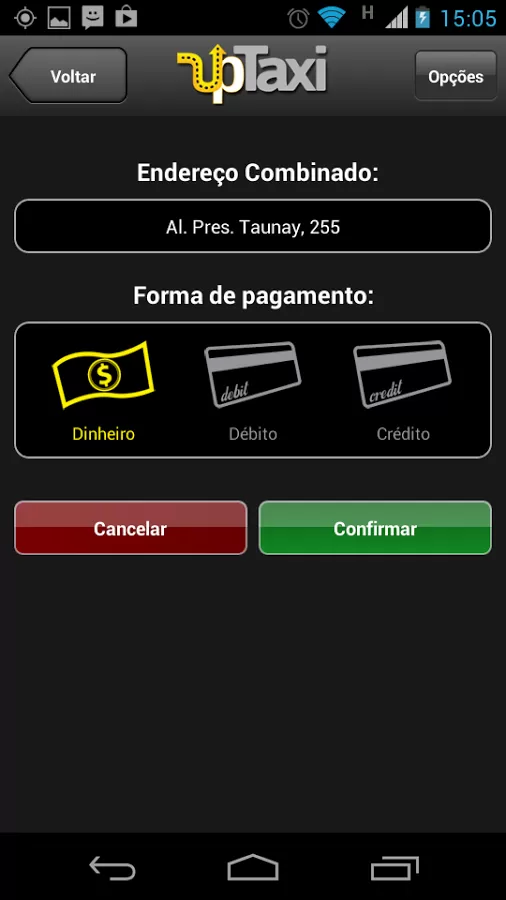 H 15:05
Voltar
upTaxi
Opções
Endereço Combinado:
Al. Pres. Taunay, 255
Forma de pagamento:
debit
credit
Dinheiro
Débito
Crédito
Cancelar
Confirmar